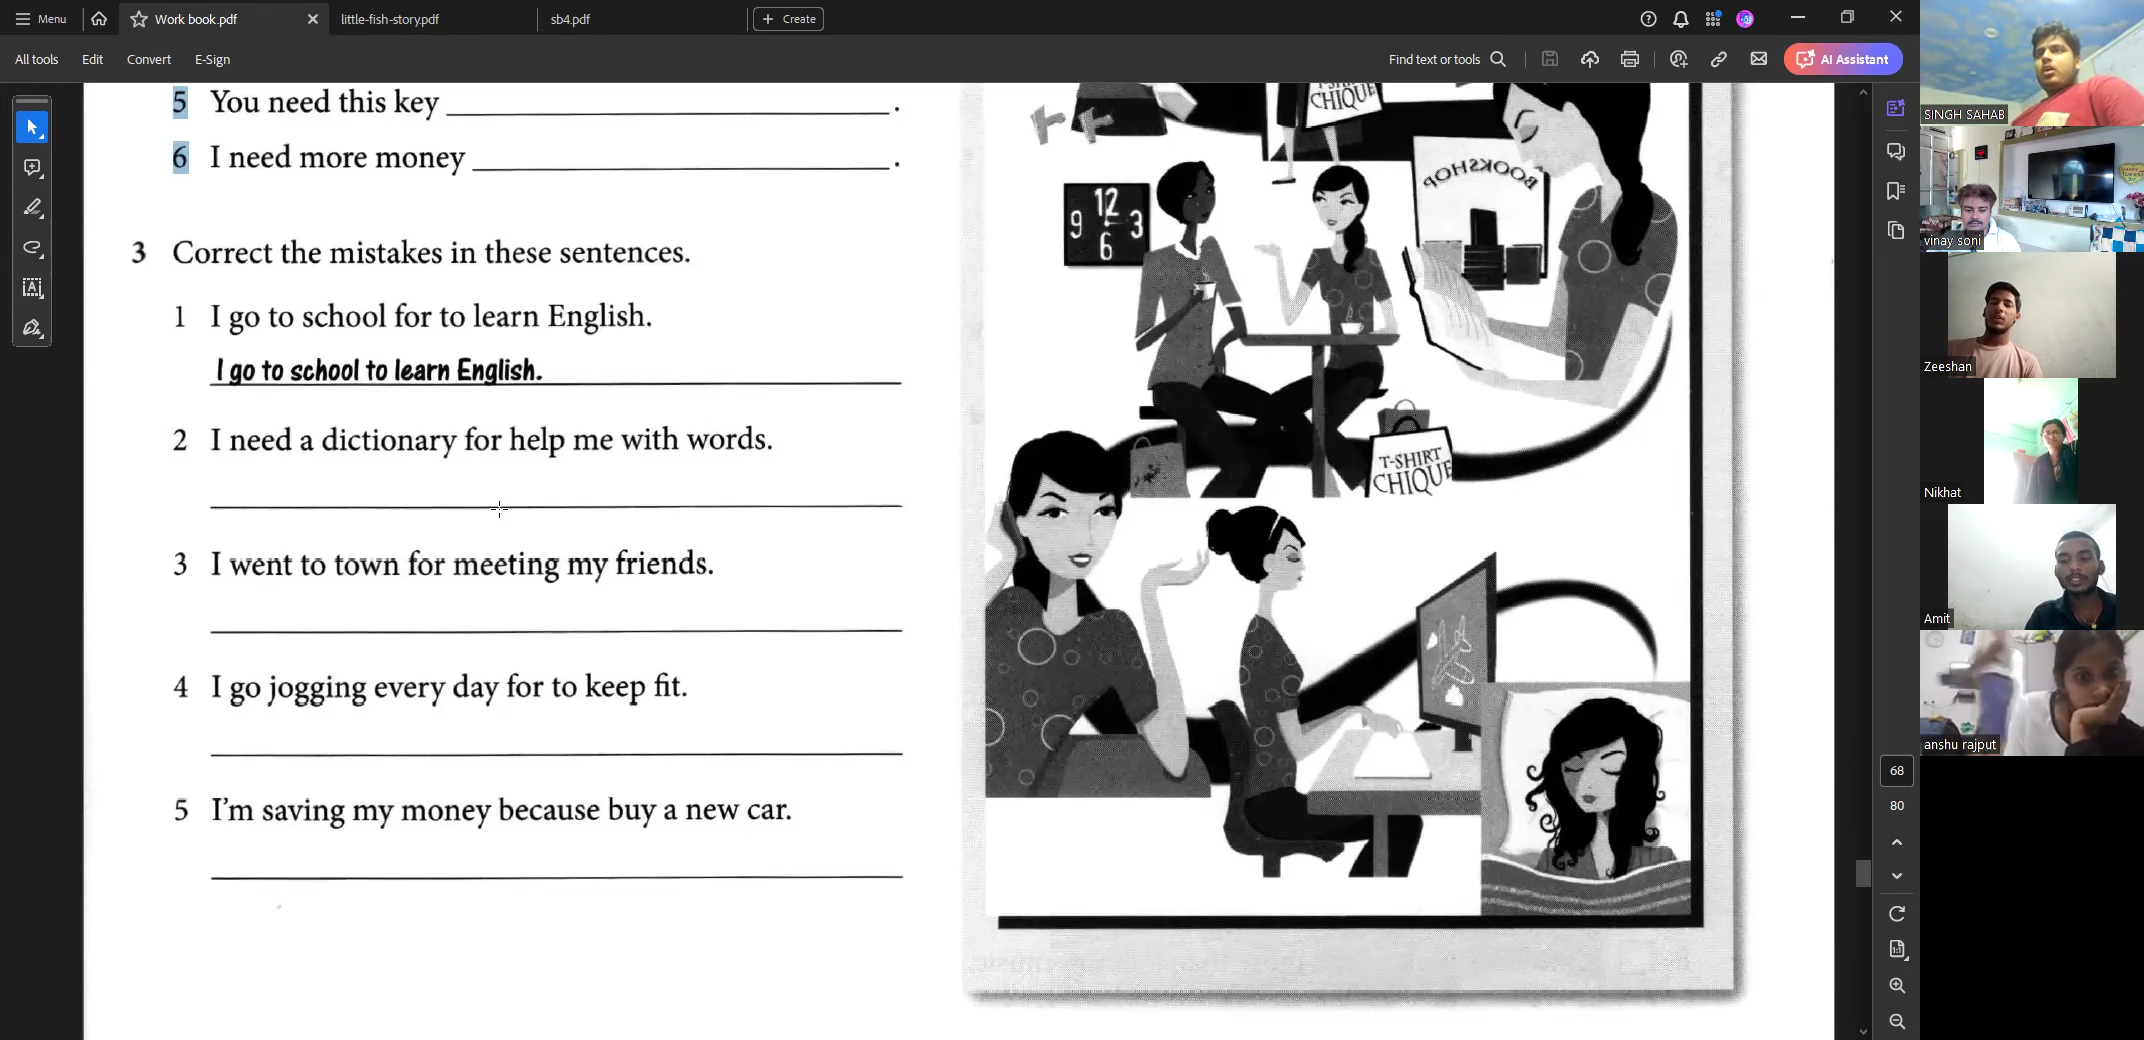 Menu
Work book.pdf
little-fish-story.pdf
sb4.pdf
Create
All tools
Edit
Convert
E-Sign
Find text or tools
AI Assistant
5 You need this key .
6 I need more money .
3 Correct the mistakes in these sentences.
1 I go to school for to learn English.
I go to school to learn English.
2 I need a dictionary for help me with words.
3 I went to town for meeting my friends.
4 I go jogging every day for to keep fit.
5 I'm saving my money because buy a new car.
CHIQUE
BOOKSHOP
12
9 3
6
T-SHIRT
CHIQUE
68
80
SINGH SAHAB
vinay soni
Zeeshan
Nikhat
Amit
anshu rajput